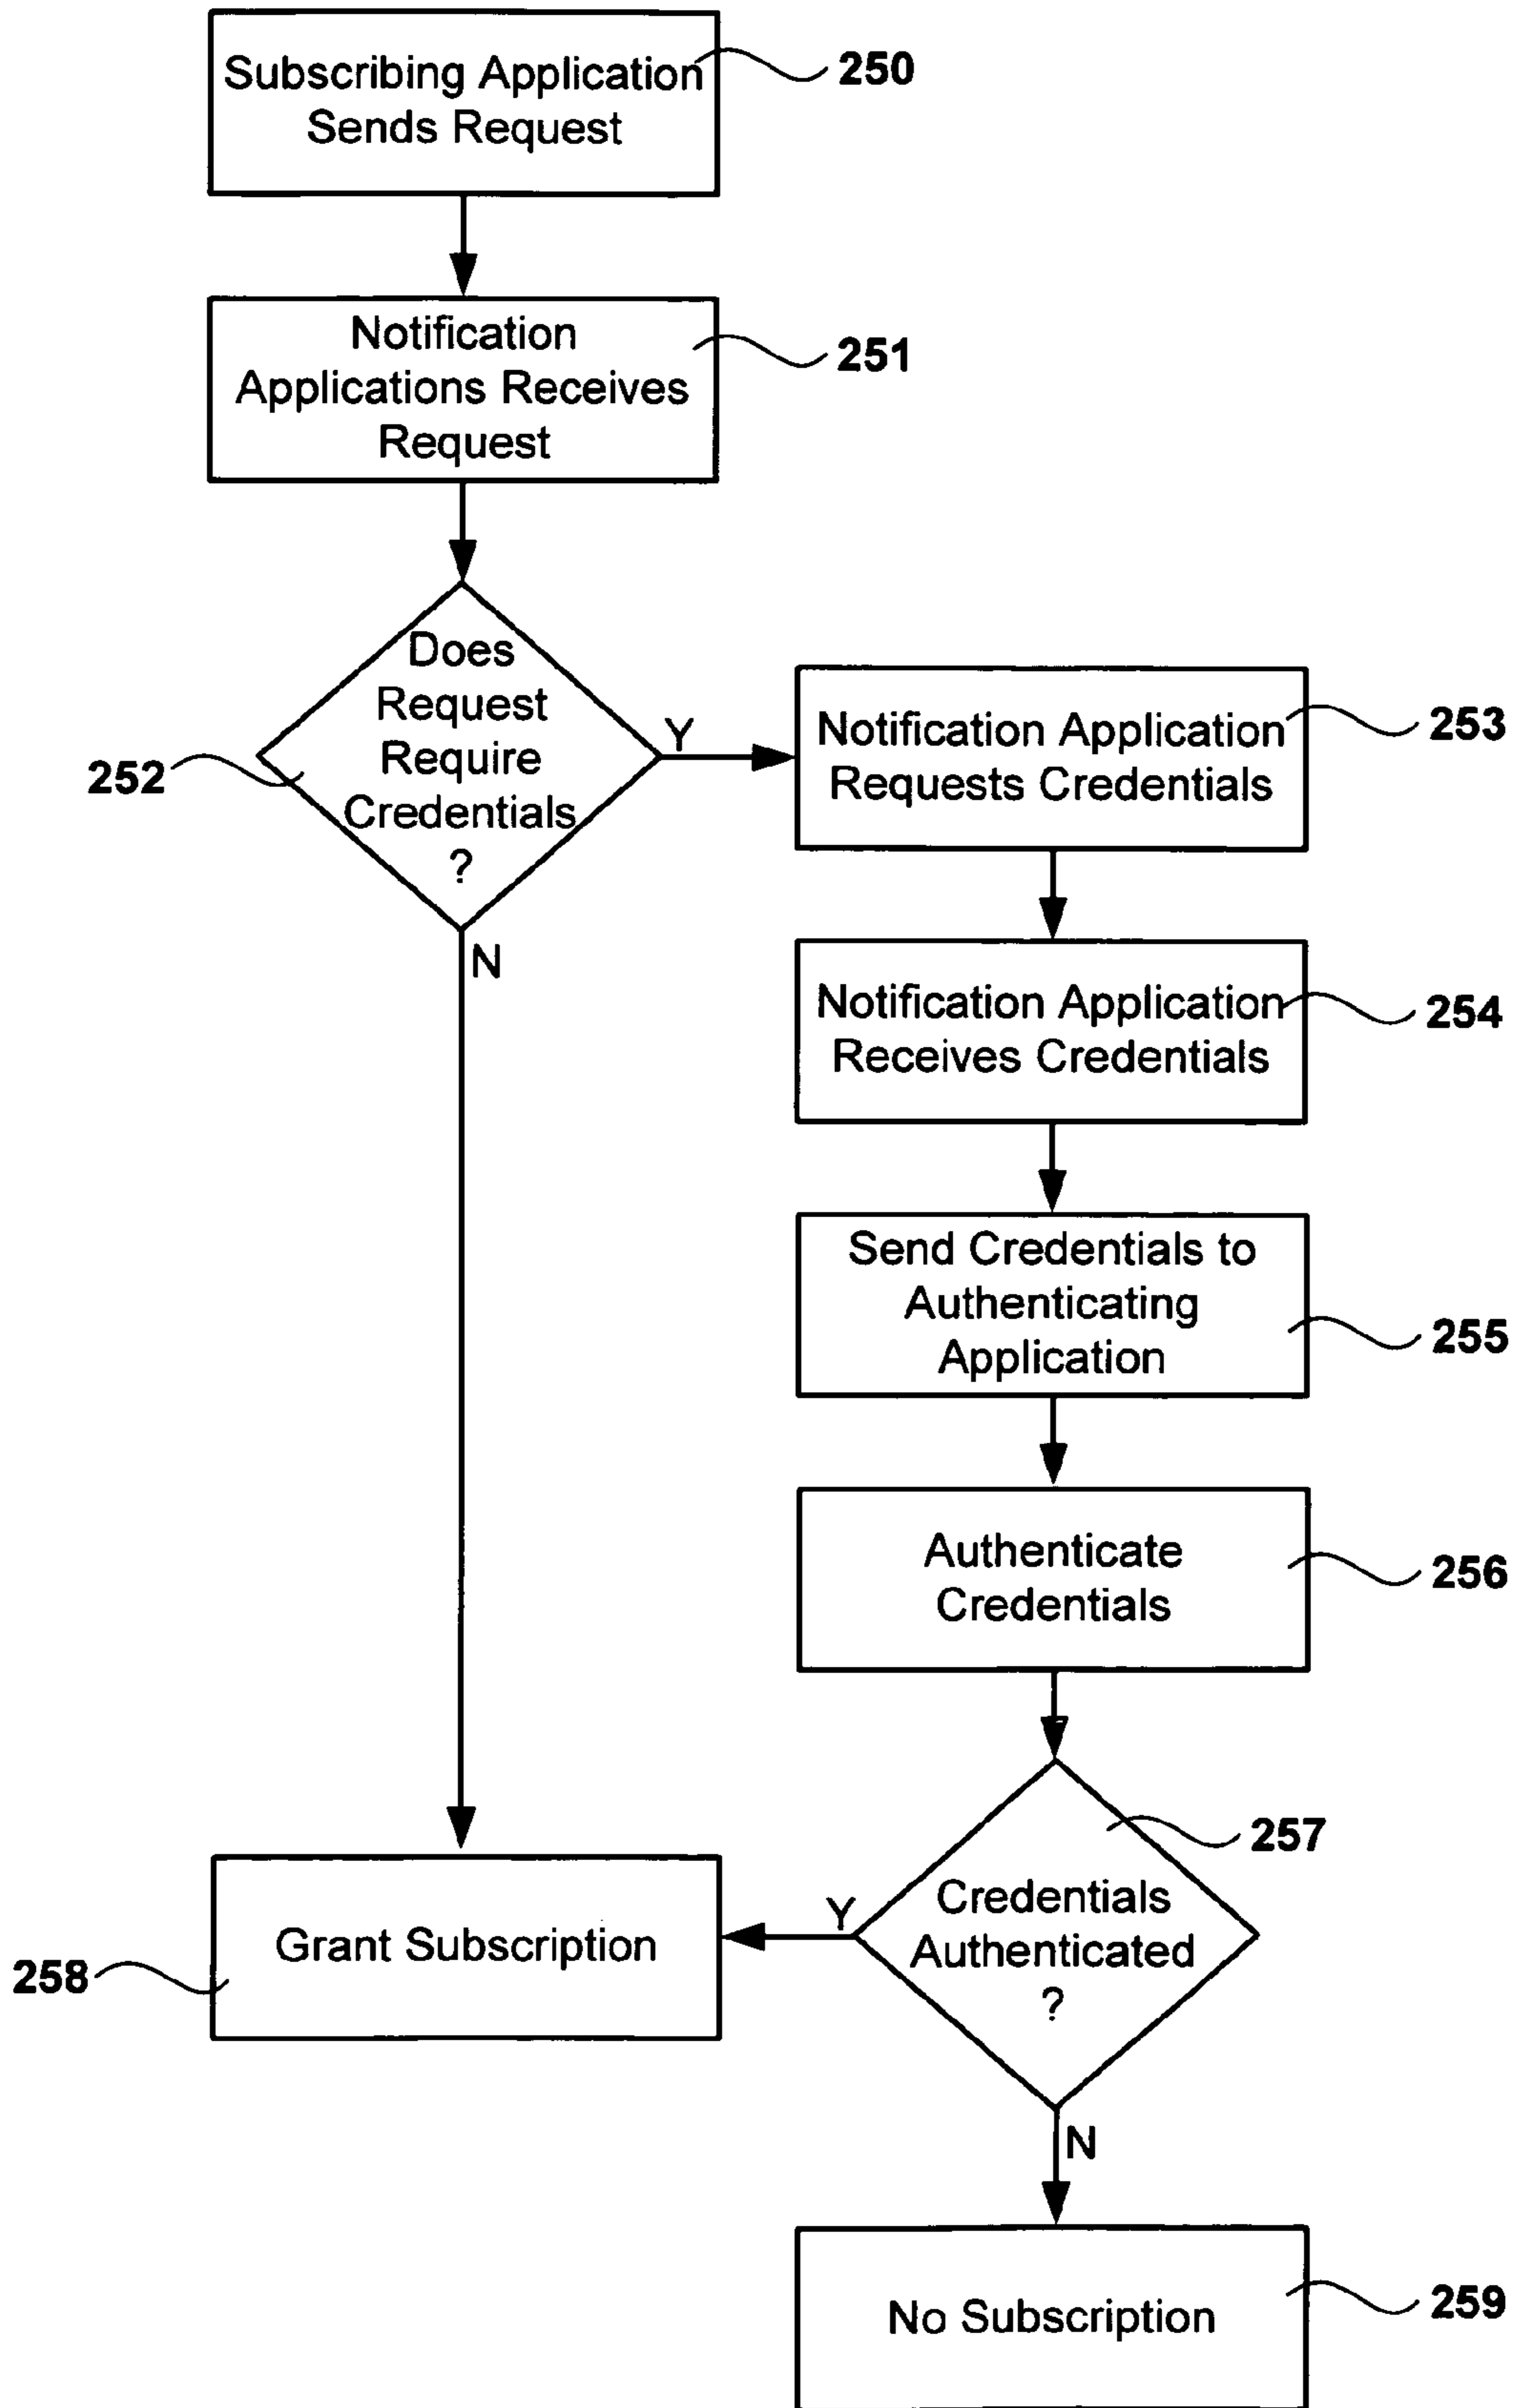 Subscribing Application
Sends Request
250
Notification
Applications Receives
Request
251
Does
Request
Require
Credentials
?
252
Y
N
Notification Application
Requests Credentials
253
Notification Application
Receives Credentials
254
Send Credentials to
Authenticating
Application
255
Authenticate
Credentials
256
257
Credentials
Authenticated
?
Y
N
Grant Subscription
258
No Subscription
259